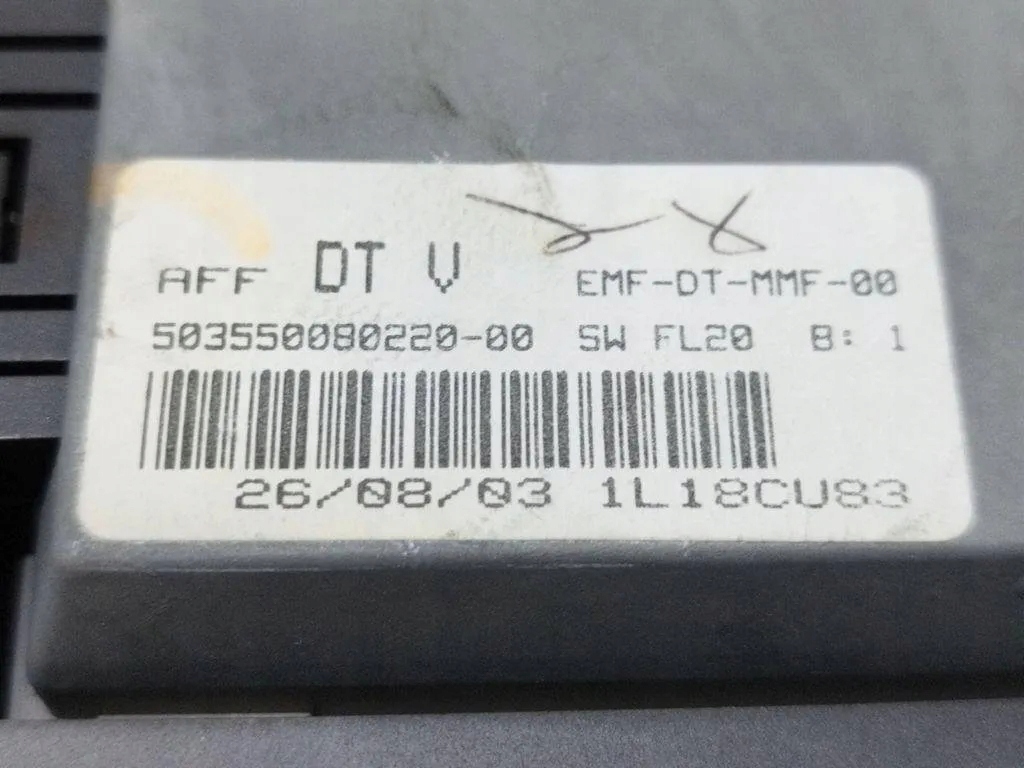 AFF DT V EMF-DT-MMF-00
503550080220-00 SW FL20 B: 1
26/08/03 1L18CU83